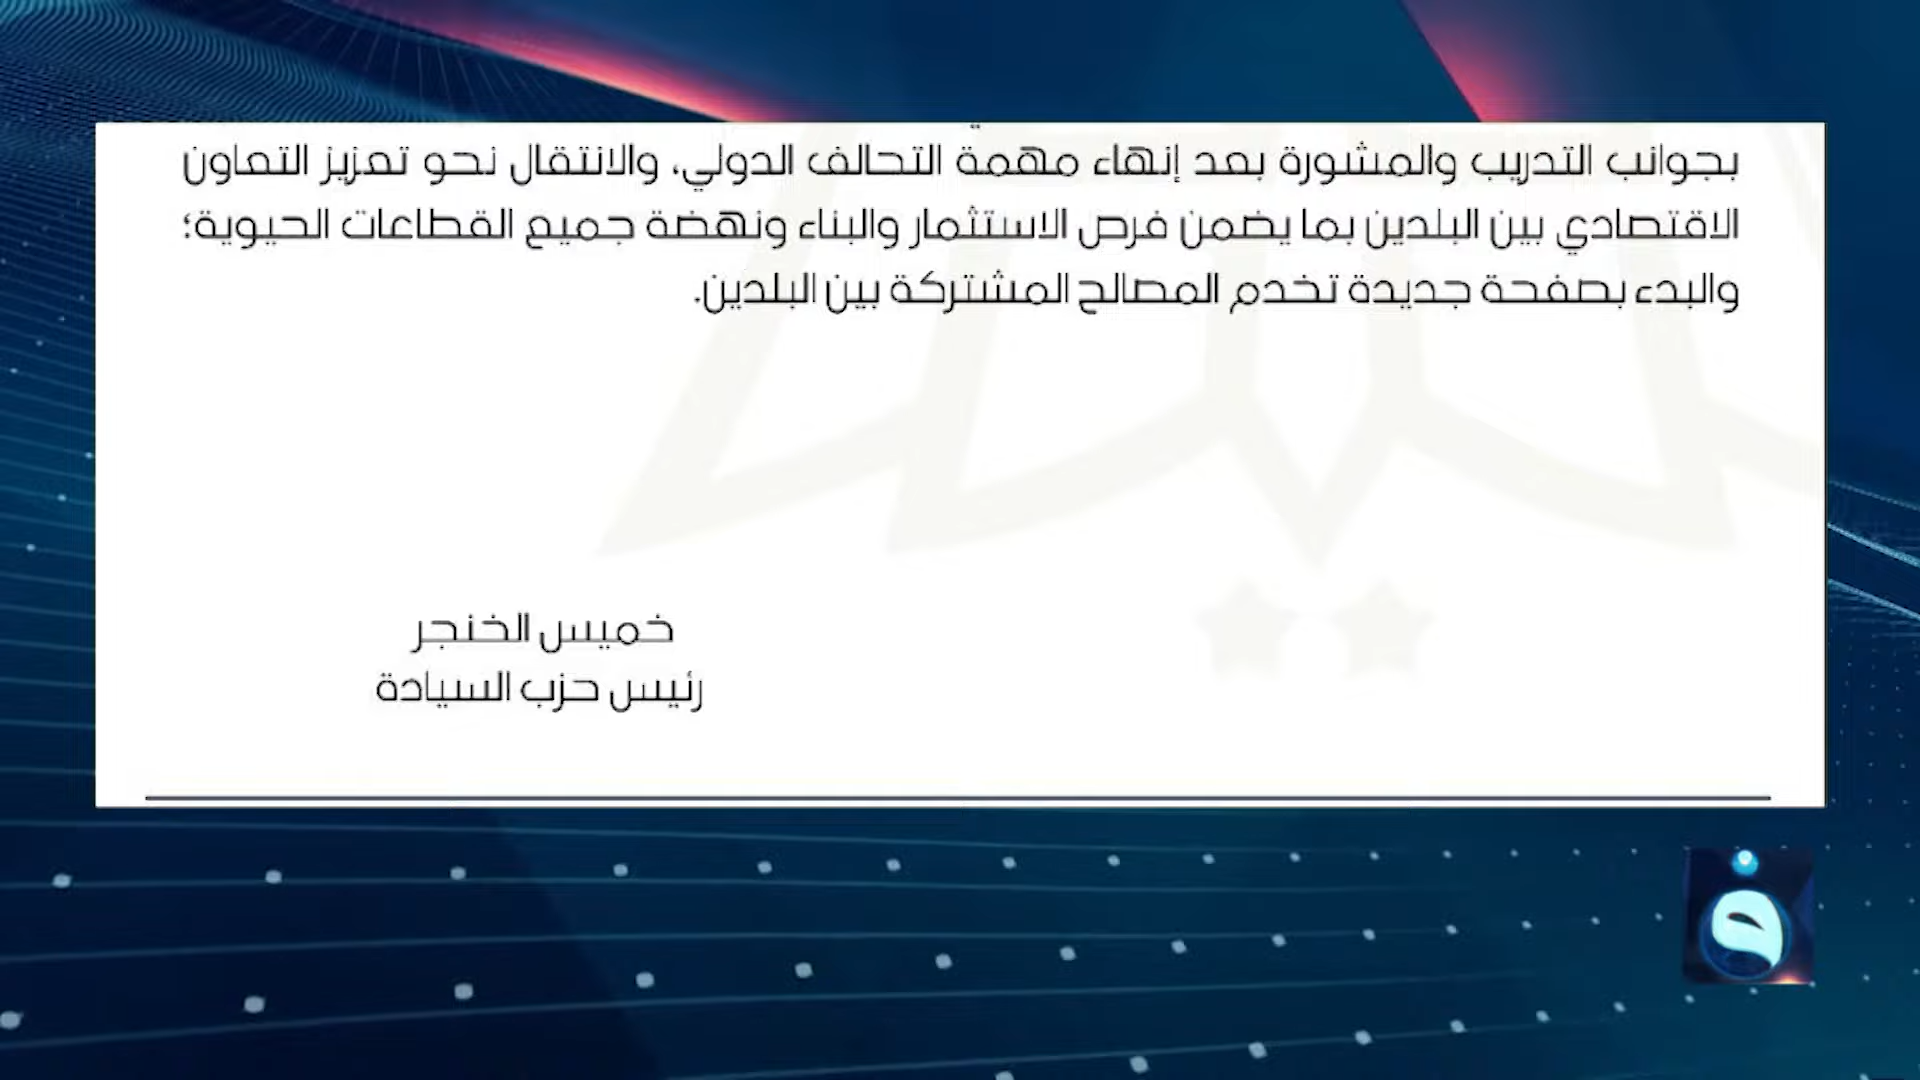 بجوانب التدريب والمشورة بعد إنهاء مهمة التحالف الدولي، والانتقال نحو تعزيز التعاون
الاقتصادي بين البلدين بما يضمن فرص الاستثمار والبناء ونهضة جميع القطاعات الحيوية؛
والبدء بصفحة جديدة تخدم المصالح المشتركة بين البلدين.
خميس الخنجر
رئيس حزب السيادة